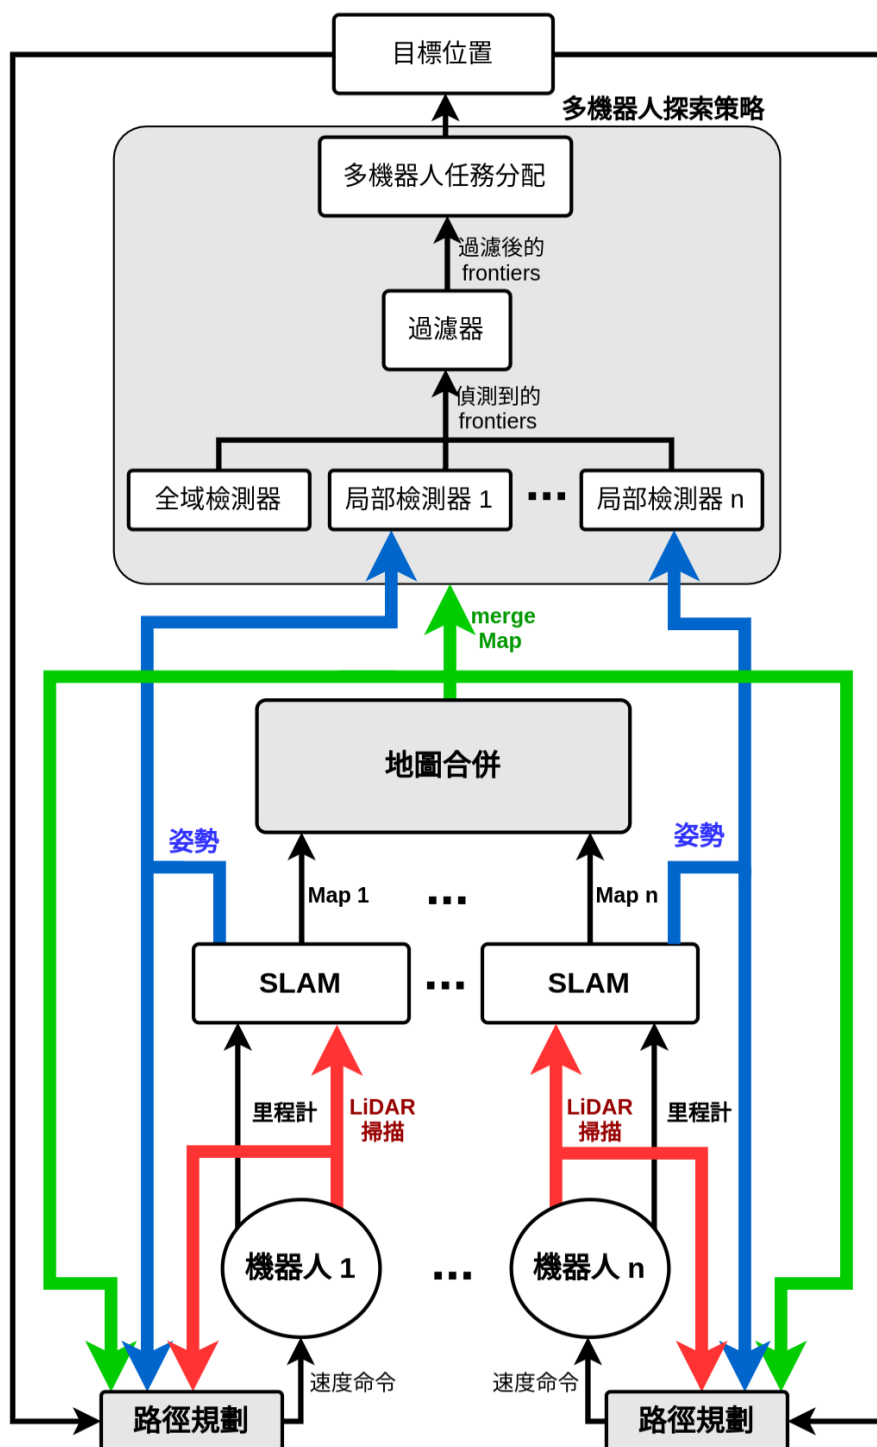 目標位置
多機器人探索策略
多機器人任務分配
過濾後的
frontiers
過濾器
偵測到的
frontiers
全域檢測器
局部檢測器 1
...
局部檢測器 n
merge
Map
地圖合併
姿勢
姿勢
Map 1
...
Map n
SLAM
...
SLAM
里程計
LiDAR
掃描
LiDAR
掃描
里程計
機器人 1
...
機器人 n
速度命令
速度命令
路徑規劃
路徑規劃